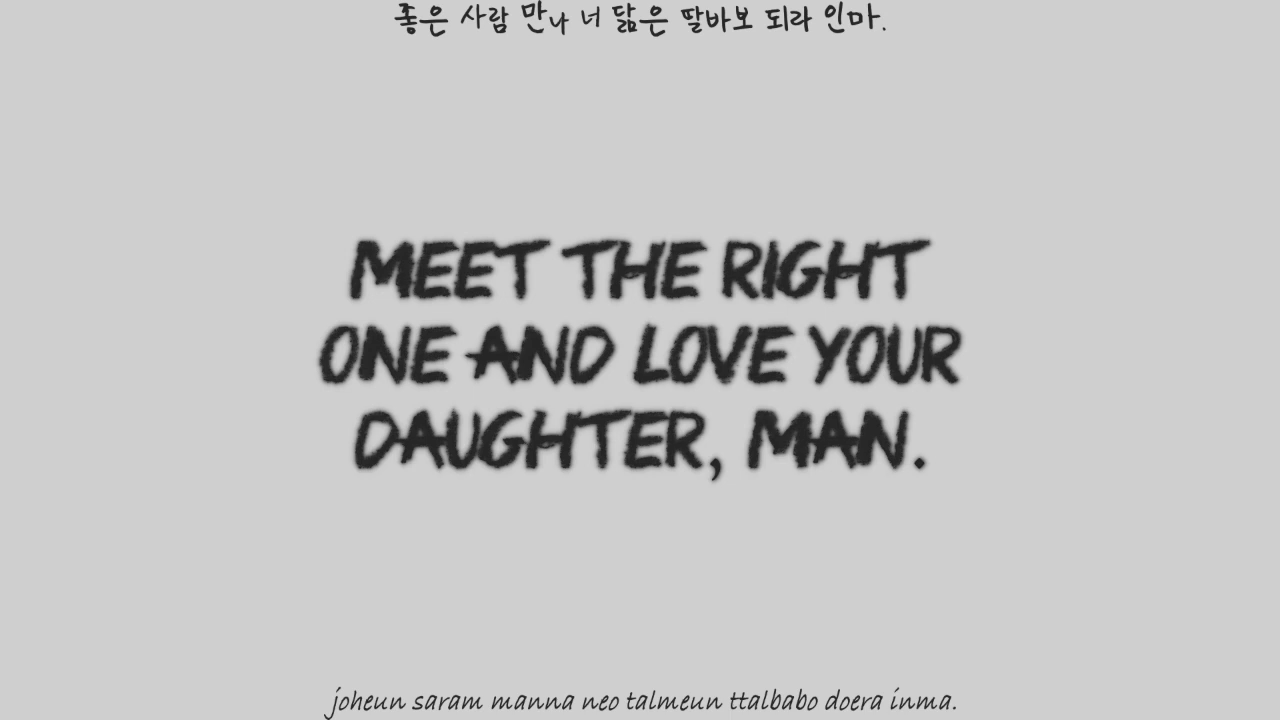 좋은 사람 만나 너 닮은 딸바보 되라 인마.
MEET THE RIGHT
ONE AND LOVE YOUR
DAUGHTER, MAN.
joheun saram manna neo talmeun ttalbabo doera inma.